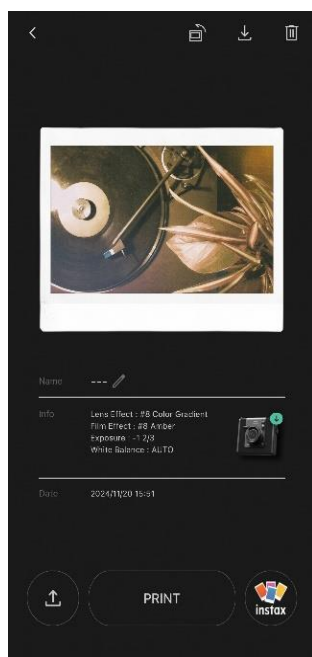 Name
---
Info
Lens Effect : #8 Color Gradient
Film Effect : #8 Amber
Exposure : -1 2/3
White Balance : AUTO
Date
2024/11/20 15:51
PRINT
instax